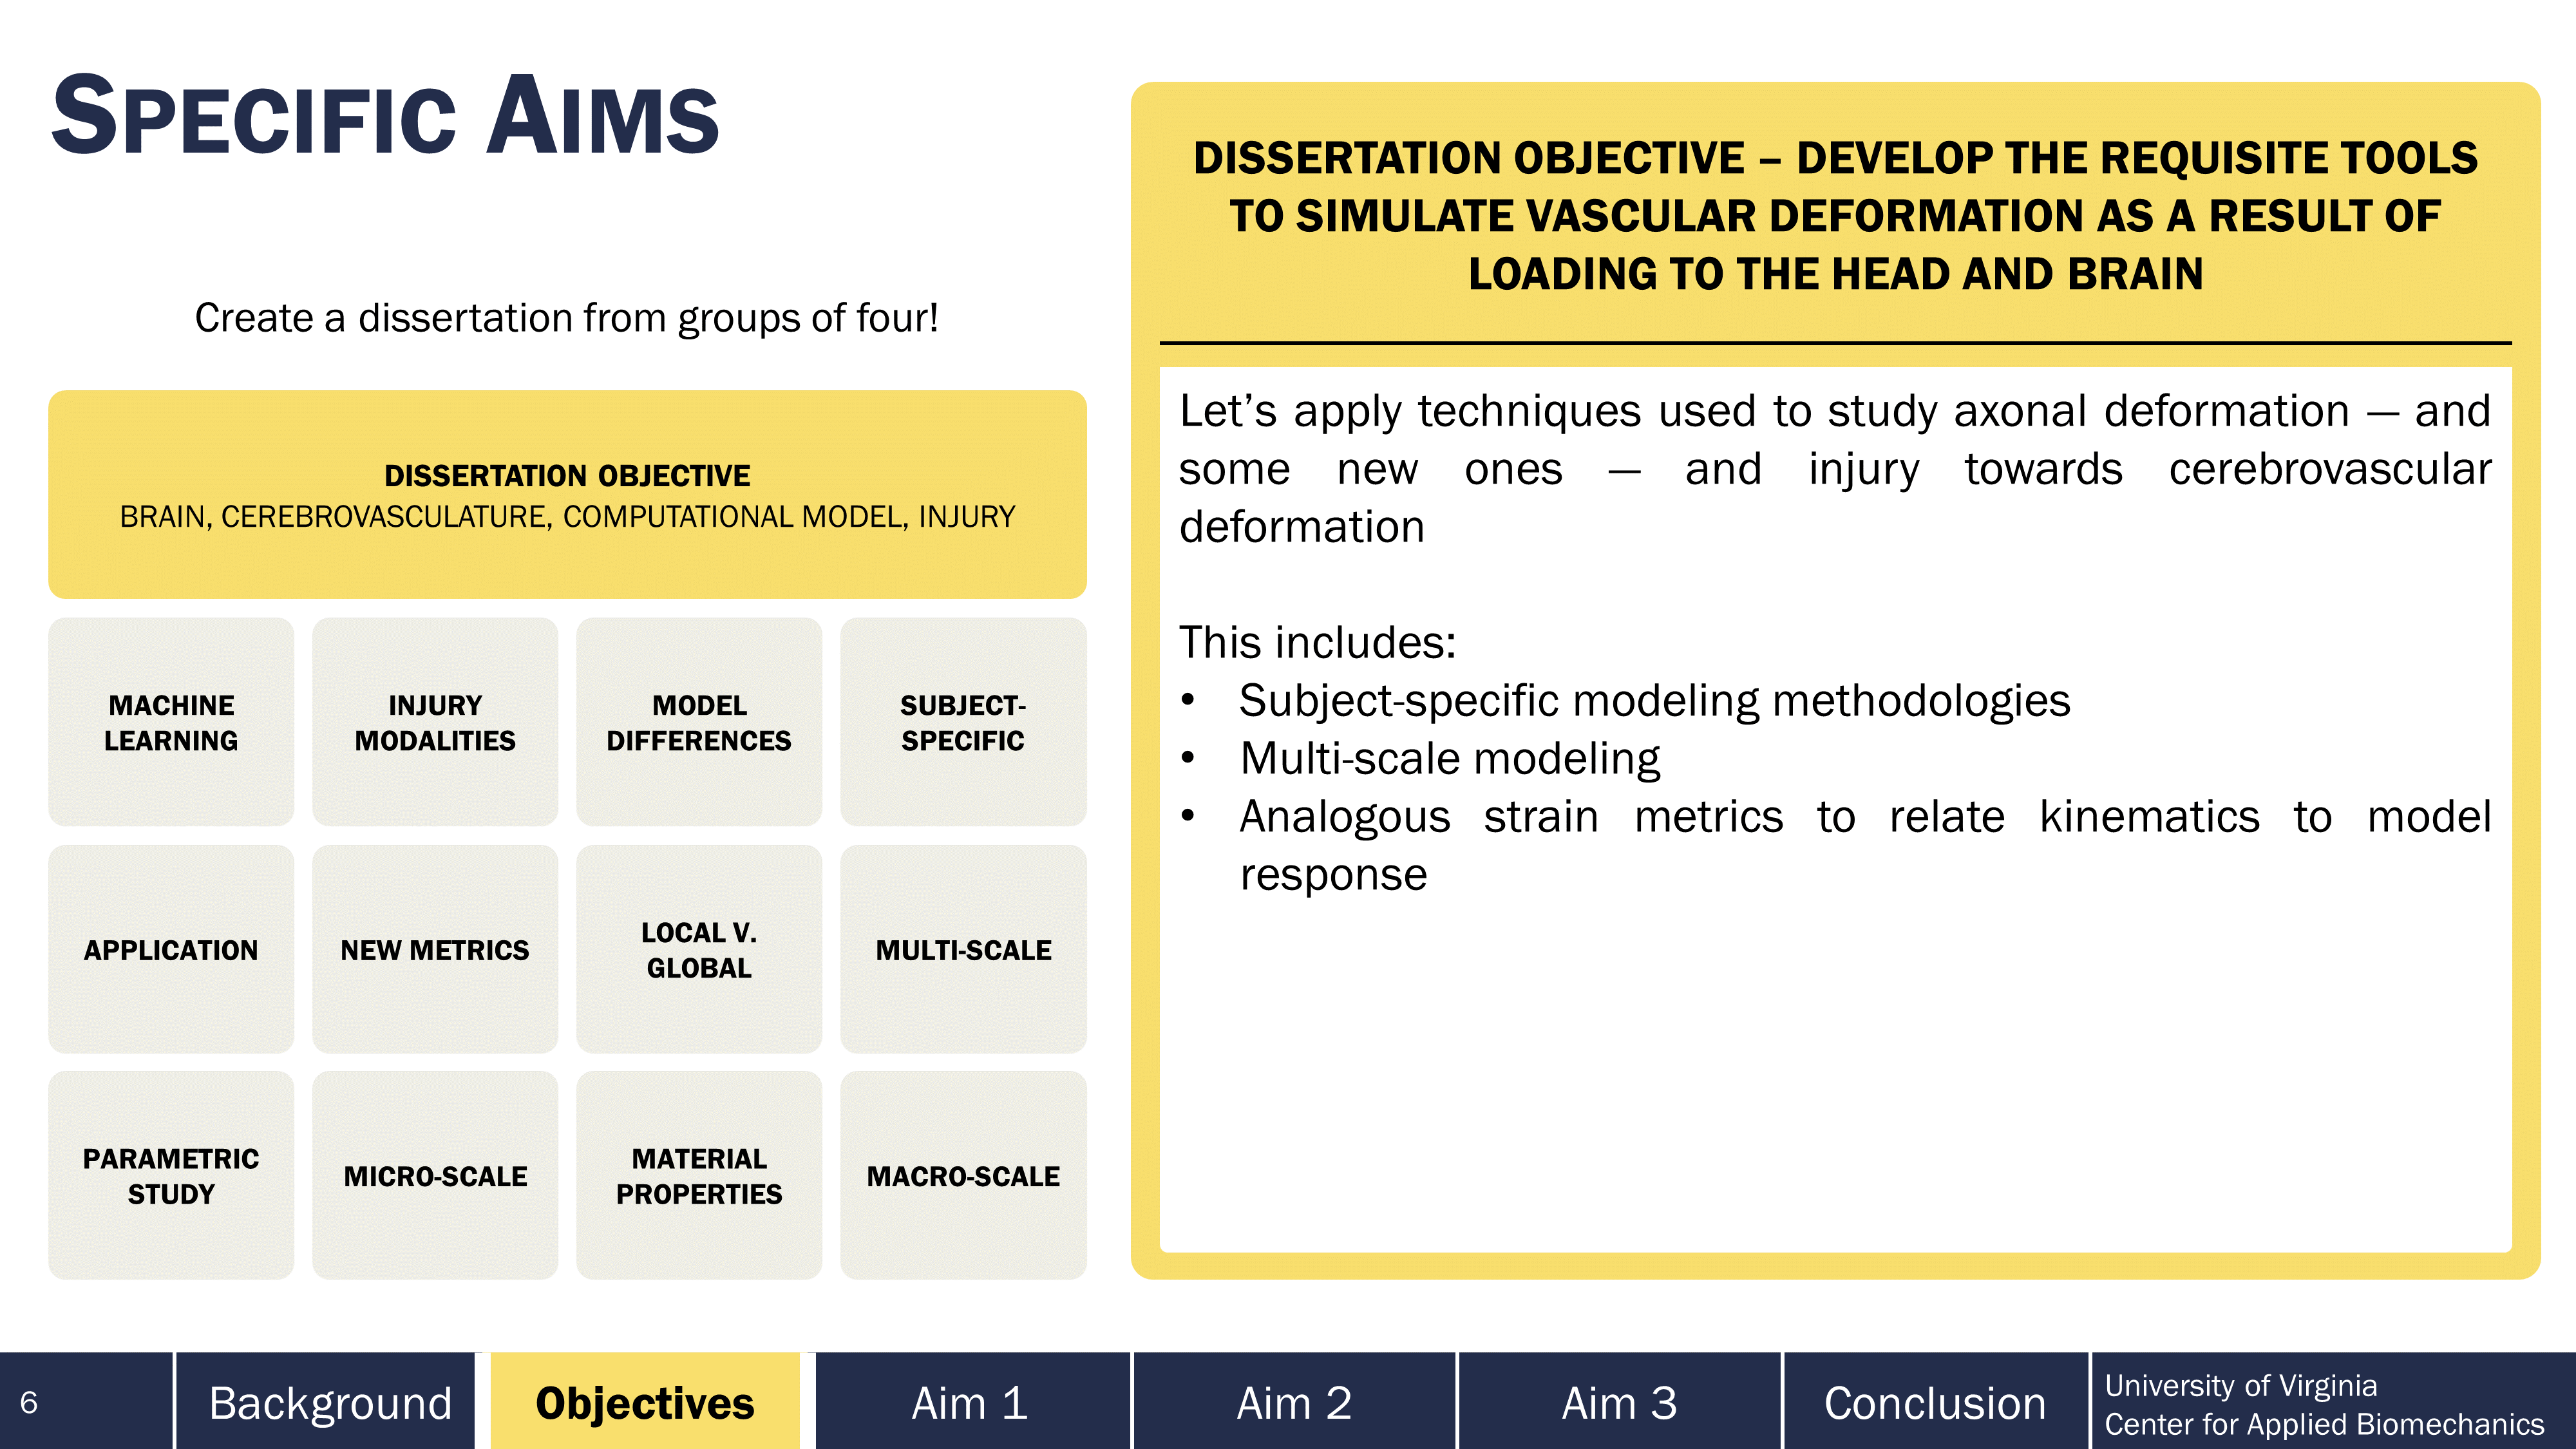 SPECIFIC AIMS
Create a dissertation from groups of four!
DISSERTATION OBJECTIVE
BRAIN, CEREBROVASCULATURE, COMPUTATIONAL MODEL, INJURY
MACHINE
LEARNING
INJURY
MODALITIES
MODEL
DIFFERENCES
SUBJECT-
SPECIFIC
APPLICATION
NEW METRICS
LOCAL V.
GLOBAL
MULTI-SCALE
PARAMETRIC
STUDY
MICRO-SCALE
MATERIAL
PROPERTIES
MACRO-SCALE
DISSERTATION OBJECTIVE – DEVELOP THE REQUISITE TOOLS
TO SIMULATE VASCULAR DEFORMATION AS A RESULT OF
LOADING TO THE HEAD AND BRAIN
Let’s apply techniques used to study axonal deformation — and
some new ones — and injury towards cerebrovascular
deformation
This includes:
• Subject-specific modeling methodologies
• Multi-scale modeling
• Analogous strain metrics to relate kinematics to model
response
6
Background
Objectives
Aim 1
Aim 2
Aim 3
Conclusion
University of Virginia
Center for Applied Biomechanics